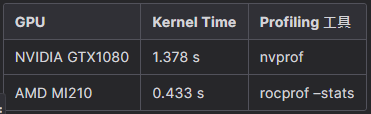 GPU Kernel Time Profiling 工具
NVIDIA GTX1080 1.378 s nvprof
AMD MI210 0.433 s rocprof –stats